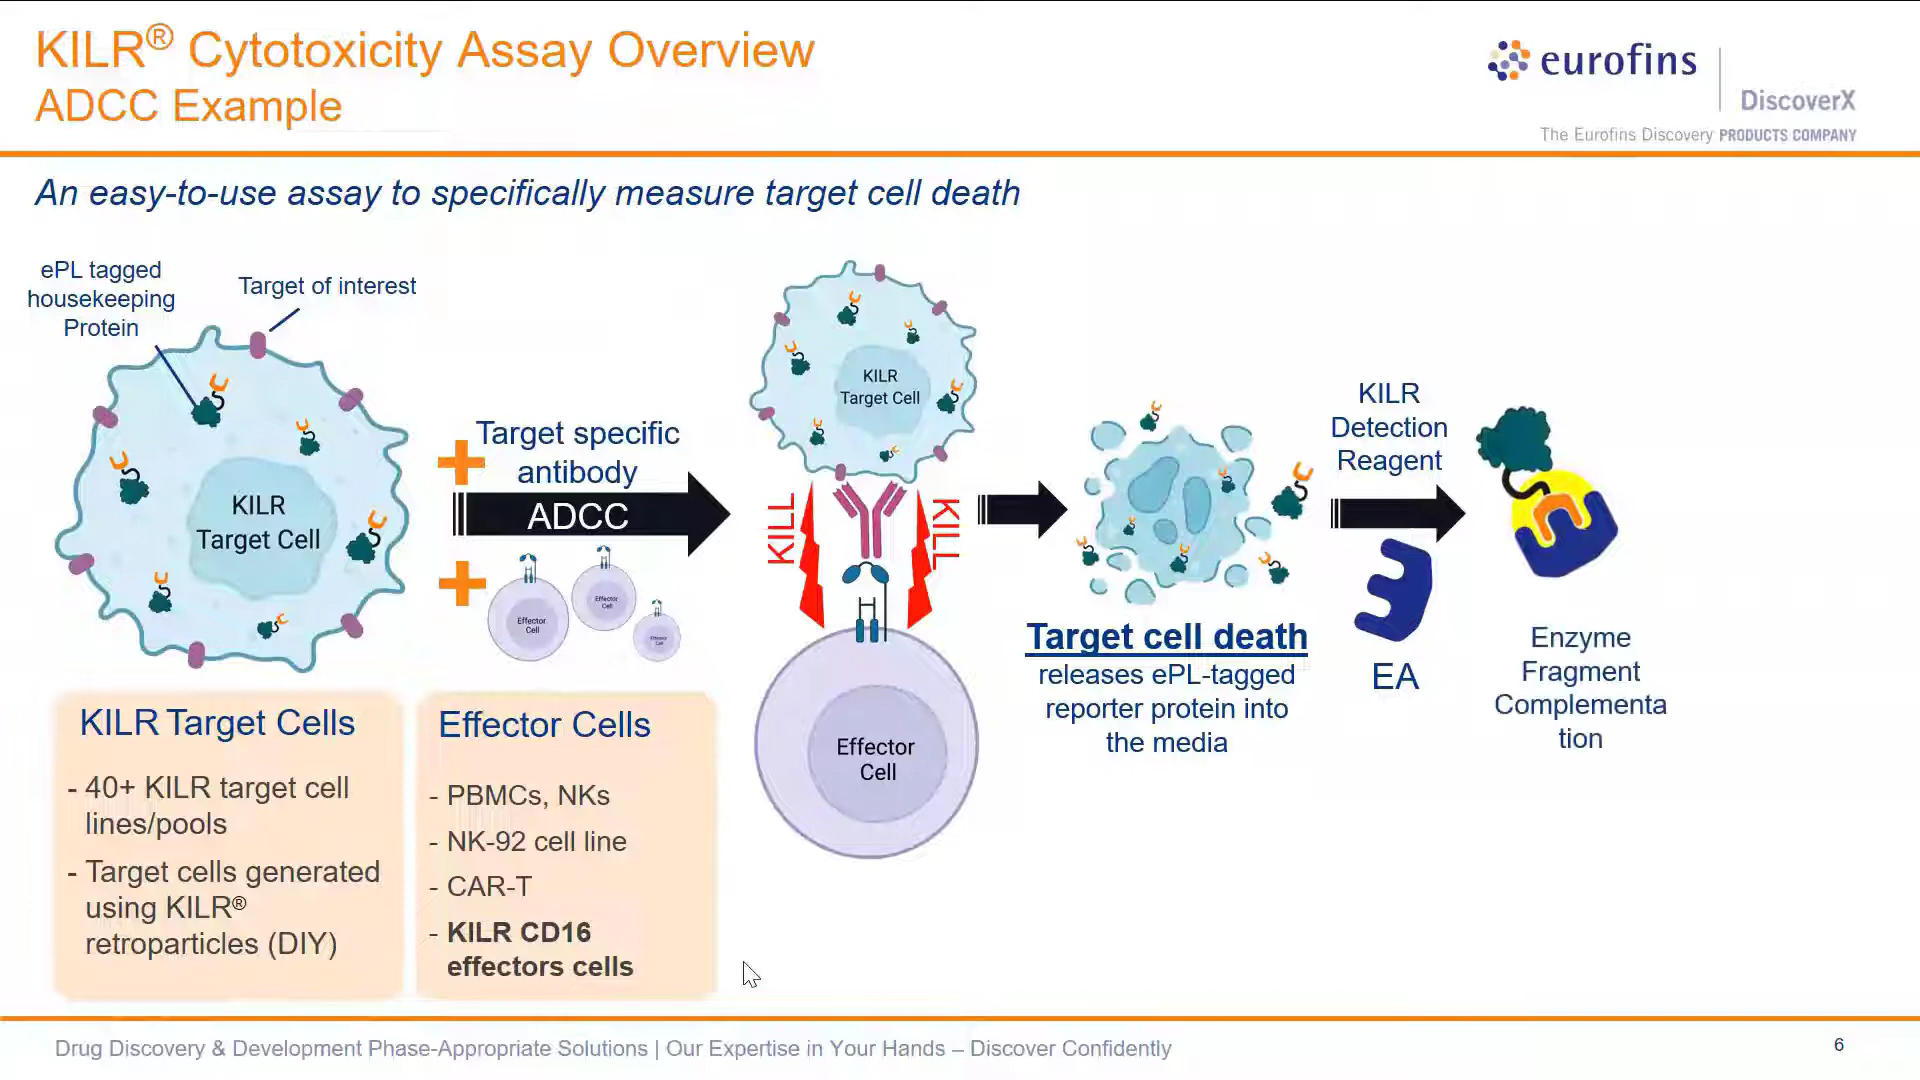 KILR® Cytotoxicity Assay Overview
ADCC Example
eurofins
DiscoverX
The Eurofins Discovery PRODUCTS COMPANY
An easy-to-use assay to specifically measure target cell death
ePL tagged
housekeeping
Protein
Target of interest
KILR
Target Cell
Target specific
antibody
ADCC
Effector
Cell
Effector
Cell
Effector
Cell
KILR
Target Cell
KILL
KILL
Effector
Cell
Target cell death
releases ePL-tagged
reporter protein into
the media
KILR
Detection
Reagent
EA
Enzyme
Fragment
Complementa
tion
KILR Target Cells
- 40+ KILR target cell
lines/pools
- Target cells generated
using KILR®
retroparticles (DIY)
Effector Cells
- PBMCs, NKs
- NK-92 cell line
- CAR-T
- KILR CD16
effectors cells
Drug Discovery & Development Phase-Appropriate Solutions | Our Expertise in Your Hands – Discover Confidently
6